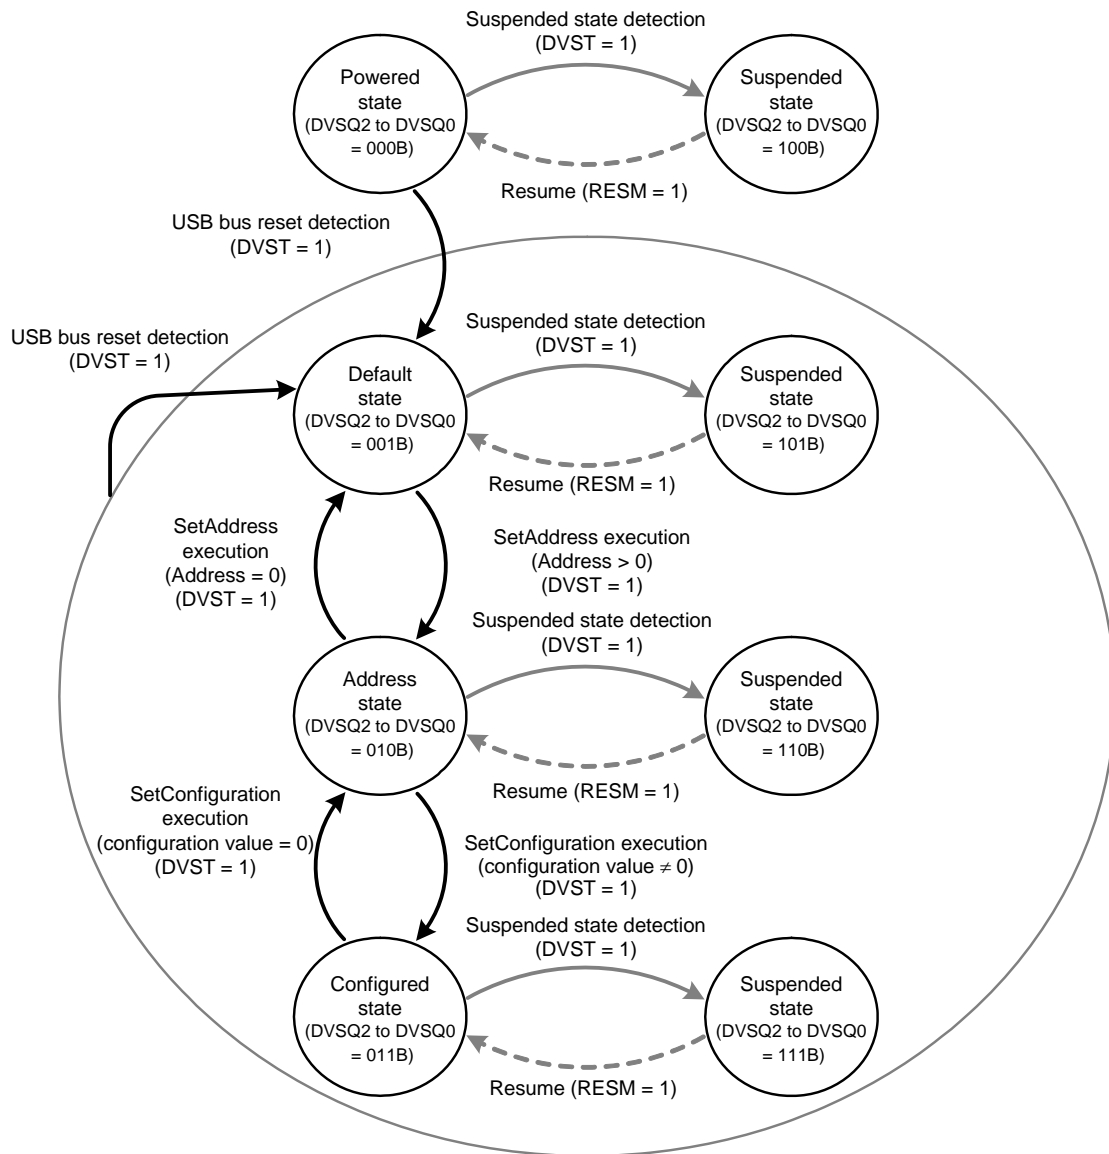 Suspended state detection
(DVST = 1)
Powered
state
(DVSQ2 to DVSQ0
= 000B)
Suspended
state
(DVSQ2 to DVSQ0
= 100B)
Resume (RESM = 1)
USB bus reset detection
(DVST = 1)
USB bus reset detection
(DVST = 1)
Suspended state detection
(DVST = 1)
Default
state
(DVSQ2 to DVSQ0
= 001B)
Suspended
state
(DVSQ2 to DVSQ0
= 101B)
Resume (RESM = 1)
SetAddress
execution
(Address = 0)
(DVST = 1)
SetAddress execution
(Address > 0)
(DVST = 1)
Suspended state detection
(DVST = 1)
Address
state
(DVSQ2 to DVSQ0
= 010B)
Suspended
state
(DVSQ2 to DVSQ0
= 110B)
Resume (RESM = 1)
SetConfiguration
execution
(configuration value = 0)
(DVST = 1)
SetConfiguration execution
(configuration value ≠ 0)
(DVST = 1)
Suspended state detection
(DVST = 1)
Configured
state
(DVSQ2 to DVSQ0
= 011B)
Suspended
state
(DVSQ2 to DVSQ0
= 111B)
Resume (RESM = 1)